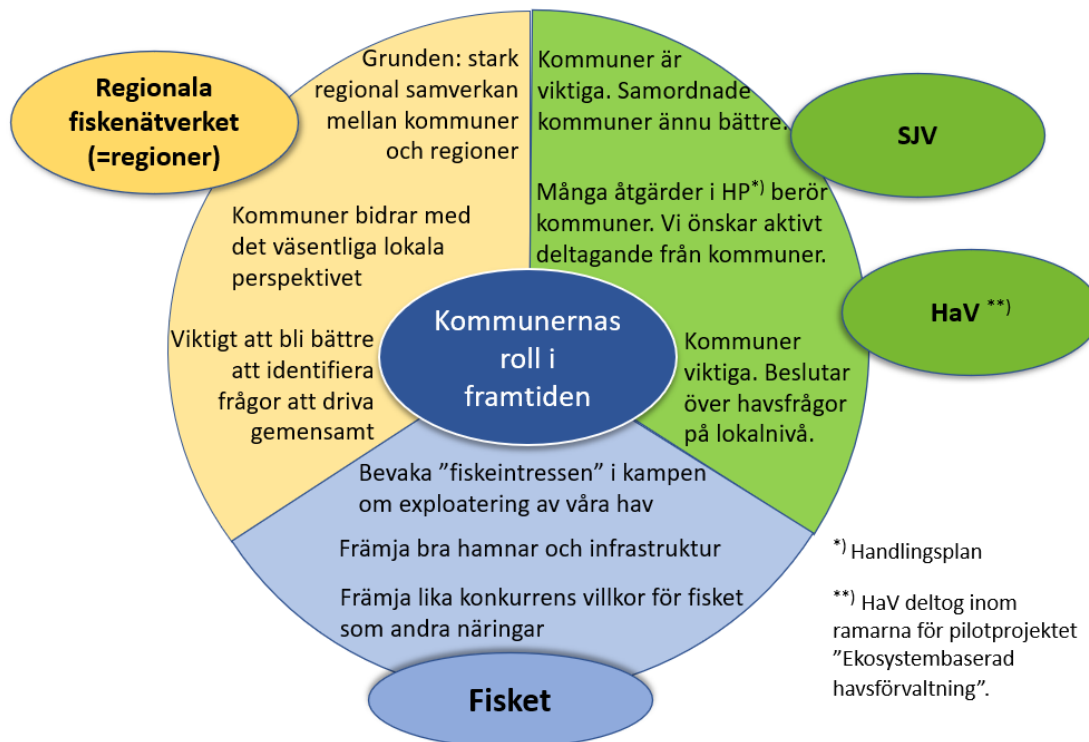 Regionala
fiskenätverket
(=regioner)
Grunden: stark
regional samverkan
mellan kommuner
och regioner
Kommuner bidrar med
det väsentliga lokala
perspektivet
Viktigt att bli bättre
att identifiera
frågor att driva
gemensamt
Kommuner är
viktiga. Samordnade
kommuner ännu bättre.
Många åtgärder i HP*) berör
kommuner. Vi önskar aktivt
deltagande från kommuner.
SJV
HaV **)
Kommuner
viktiga. Beslutar
över havsfrågor
på lokalnivå.
Kommunernas
roll i
framtiden
Bevaka ”fiskeintressen” i kampen
om exploatering av våra hav
Främja bra hamnar och infrastruktur
Främja lika konkurrens villkor för fisket
som andra näringar
Fisket
*) Handlingsplan
**) HaV deltog inom
ramarna för pilotprojektet
”Ekosystembaserad
havsförvaltning”.